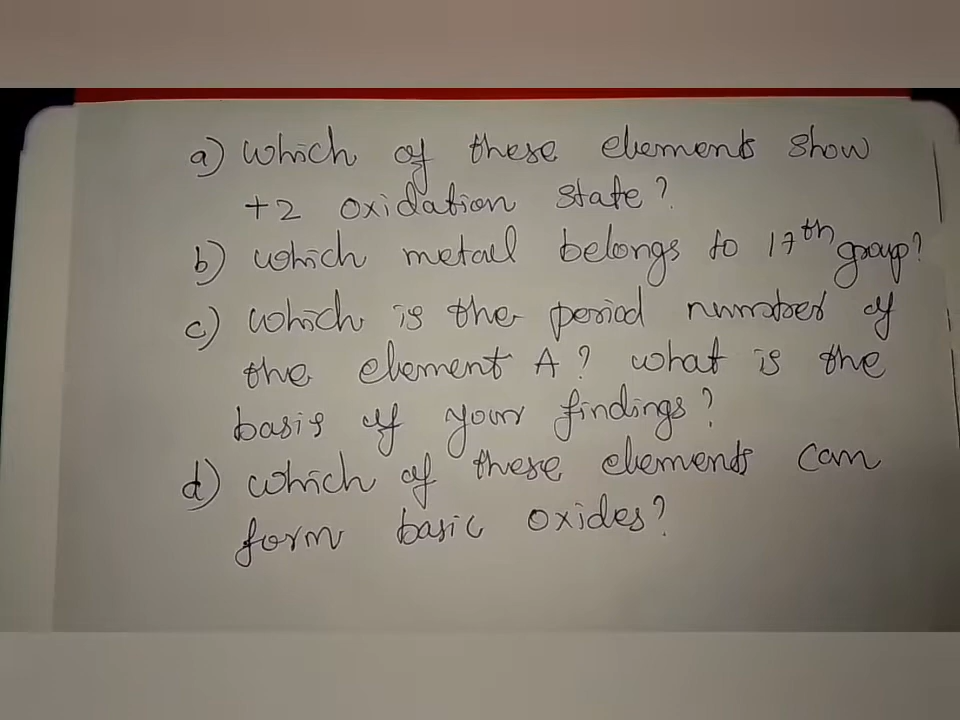 a) Which of these elements show
+2 oxidation state?
b) which metal belongs to 17th group?
c) Which is the period number of
the element A? What is the
basis of your findings?
d) Which of these elements can
form basic oxides?